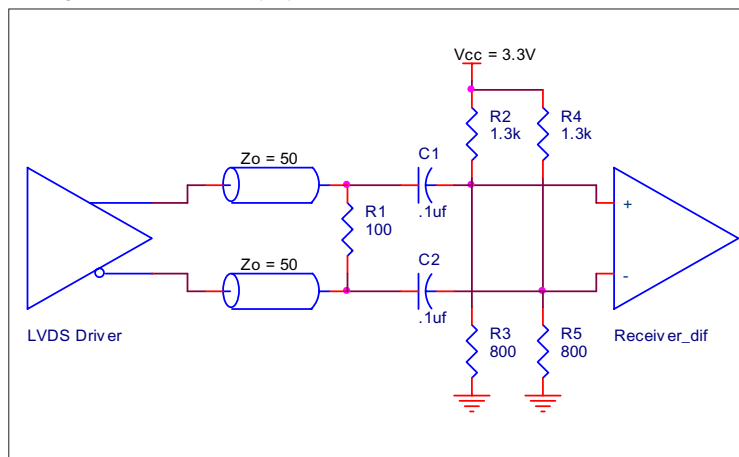 Vcc = 3.3V
R2
1.3k
R4
1.3k
Zo = 50
C1
.1uf
R1
100
+
Zo = 50
C2
.1uf
-
LVDS Driver
R3
800
R5
800
Receiver_dif